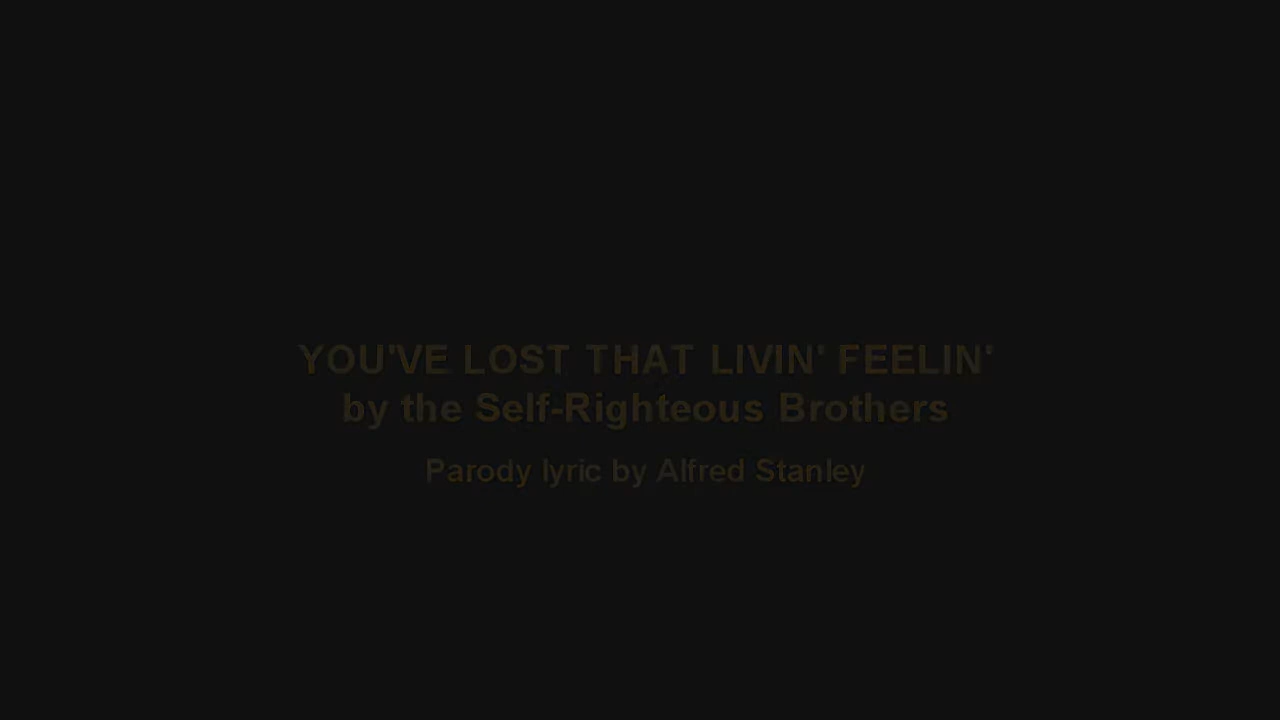 YOU'VE LOST THAT LIVIN' FEELIN'
by the Self-Righteous Brothers
Parody lyric by Alfred Stanley